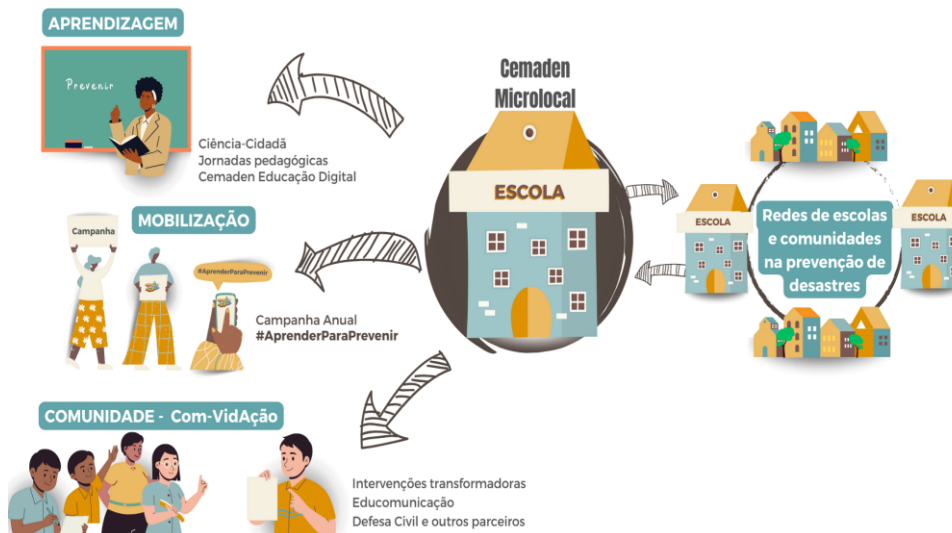 APRENDIZAGEM
Prevenir
Ciência-Cidadã
Jornadas pedagógicas
Cemaden Educação Digital
MOBILIZAÇÃO
Campanha
#AprenderParaPrevenir
Campanha Anual
#AprenderParaPrevenir
COMUNIDADE - Com-VidAção
Intervenções transformadoras
Educomunicação
Defesa Civil e outros parceiros
Cemaden
Microlocal
ESCOLA
ESCOLA
Redes de escolas
e comunidades
na prevenção de
desastres
ESCOLA